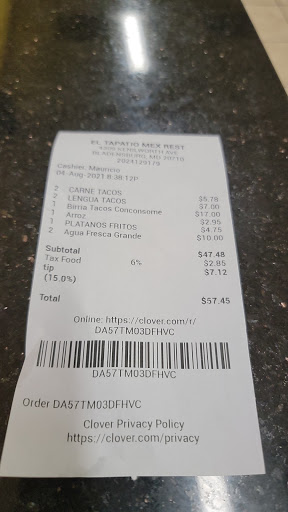 EL TAPATIO MEX REST
BLADENSBURG, MD 20710
Cashier: Mauricio
04-Aug-2021 8:38:12P
2 CARNE TACOS $5.78
2 LENGUA TACOS $7.00
1 Birria Tacos Conconsome $17.00
1 Arroz $2.95
1 PLATANOS FRITOS $4.75
2 Agua Fresca Grande $10.00
Subtotal $47.48
Tax Food 6% $2.85
tip $7.12
(15.0%)
Total $57.45
Online: https://clover.com/r/
DA57TM03DFHVC
DA57TM03DFHVC
Order DA57TM03DFHVC
Clover Privacy Policy
https://clover.com/privacy